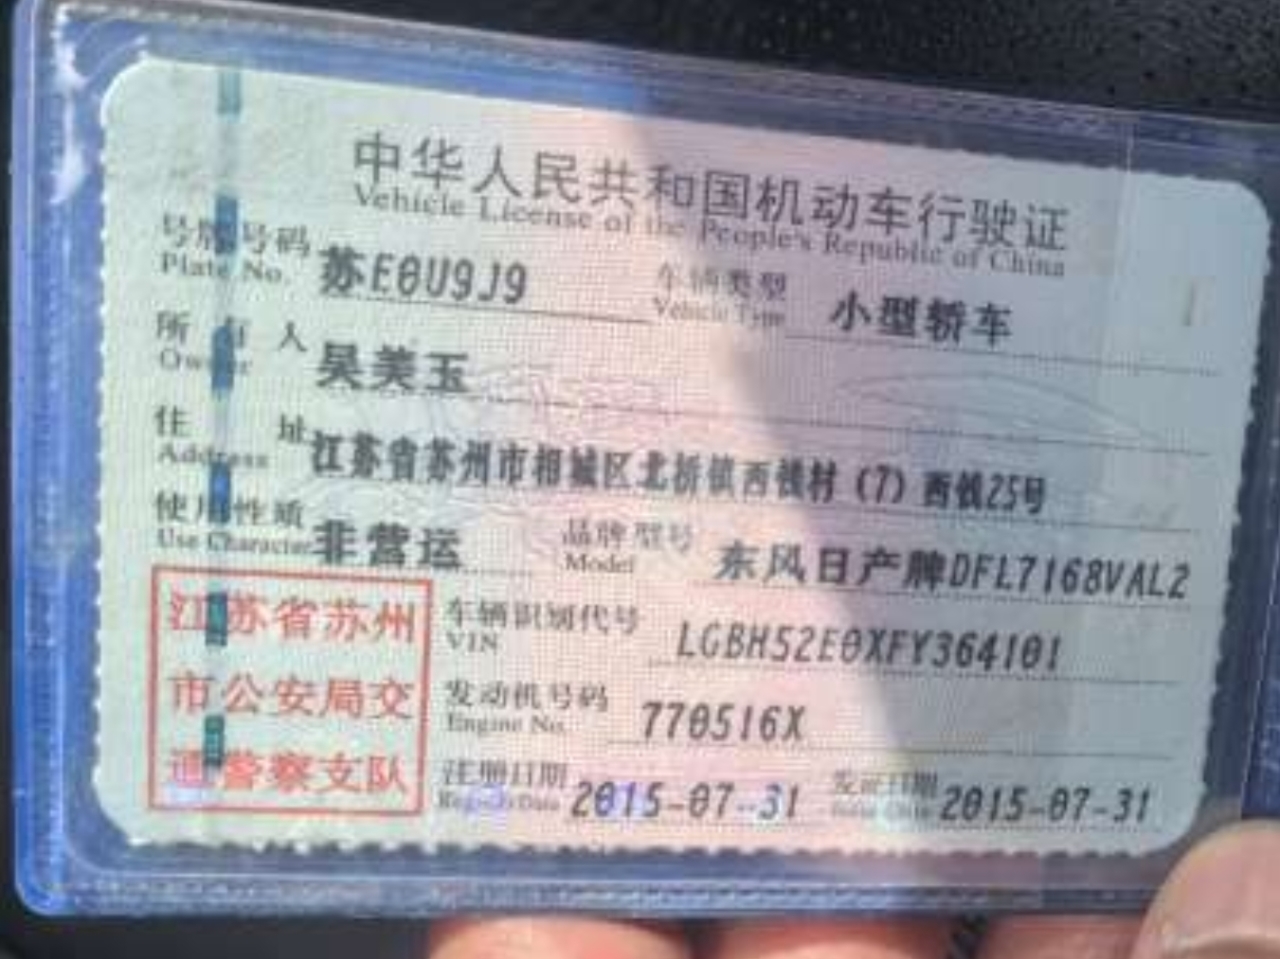 中华人民共和国机动车行驶证
Vehicle License of the People's Republic of China
号牌号码 苏E0U9J9 车辆类型 小型轿车
Plate No. Vehicle Type
所有人 吴美玉
Owner
住址 江苏省苏州市相城区北桥镇西钱村(7)西钱25号
Address
使用性质 非营运 品牌型号 东风日产牌DFL7168VAL2
Use Character Model
江苏省苏州
市公安局交
通警察支队
车辆识别代号 LGBH52E0XFY364101
VIN
发动机号码 770516X
Engine No.
注册日期 2015-07-31 发证日期 2015-07-31
Register Date Issue Date